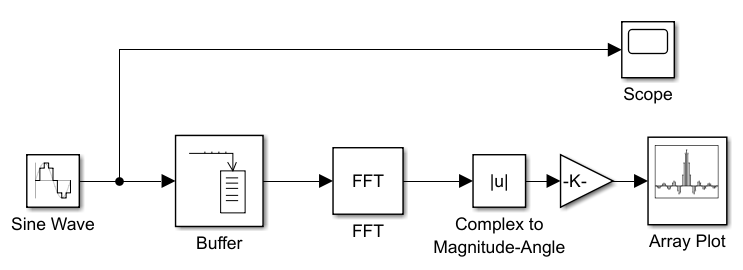 Scope
Sine Wave
Buffer
FFT
FFT
|u|
Complex to
Magnitude-Angle
-K-
Array Plot